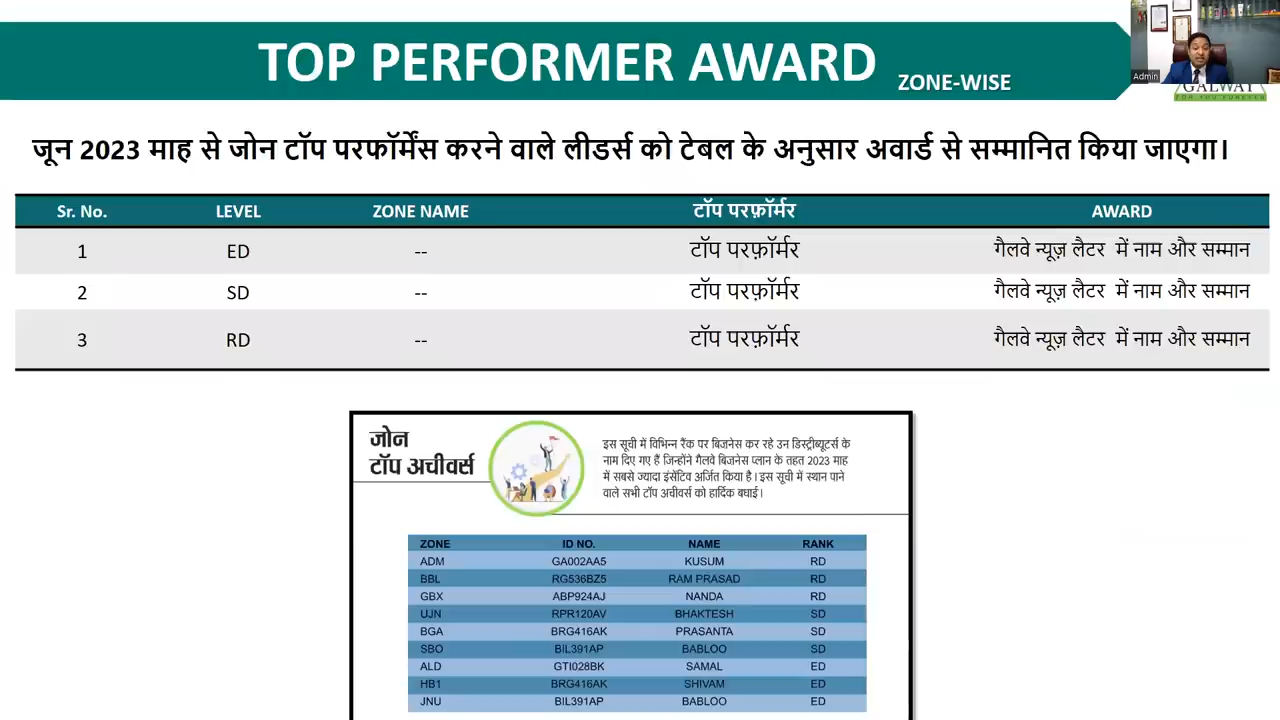 TOP PERFORMER AWARD ZONE-WISE
Admin
GALWAY
जून 2023 माह से जोन टॉप परफॉर्मेंस करने वाले लीडर्स को टेबल के अनुसार अवार्ड से सम्मानित किया जाएगा।
Sr. No. LEVEL ZONE NAME टॉप परफ़ॉर्मर AWARD
1 ED -- टॉप परफ़ॉर्मर गैलवे न्यूज़ लैटर में नाम और सम्मान
2 SD -- टॉप परफ़ॉर्मर गैलवे न्यूज़ लैटर में नाम और सम्मान
3 RD -- टॉप परफ़ॉर्मर गैलवे न्यूज़ लैटर में नाम और सम्मान
जोन
टॉप अचीवर्स
इस सूची में विभिन्न रैंक पर बिजनेस कर रहे उन डिस्ट्रीब्यूटर्स के
नाम दिए गए हैं जिन्होंने गैलवे बिजनेस प्लान के तहत 2023 माह
में सबसे ज्यादा इंसेंटिव अर्जित किया है। इस सूची में स्थान पाने
वाले सभी टॉप अचीवर्स को हार्दिक बधाई।
ZONE ID NO. NAME RANK
ADM GA002AA5 KUSUM RD
BBL RG536BZ5 RAM PRASAD RD
GBX ABP924AJ NANDA RD
UJN RPR120AV BHAKTESH SD
BGA BRG416AK PRASANTA SD
SBO BIL391AP BABLOO SD
ALD GTI028BK SAMAL ED
HB1 BRG416AK SHIVAM ED
JNU BIL391AP BABLOO ED